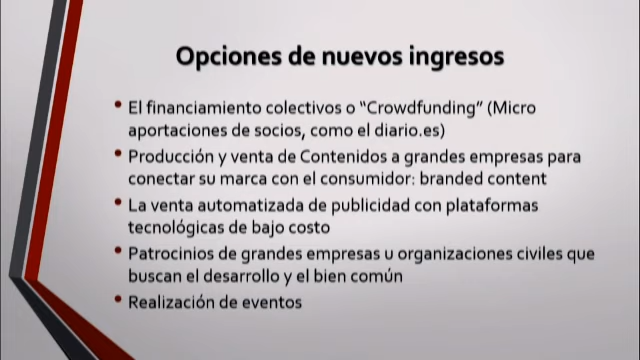 Opciones de nuevos ingresos
• El financiamiento colectivos o “Crowdfunding” (Micro
aportaciones de socios, como el diario.es)
• Producción y venta de Contenidos a grandes empresas para
conectar su marca con el consumidor: branded content
• La venta automatizada de publicidad con plataformas
tecnológicas de bajo costo
• Patrocinios de grandes empresas u organizaciones civiles que
buscan el desarrollo y el bien común
• Realización de eventos